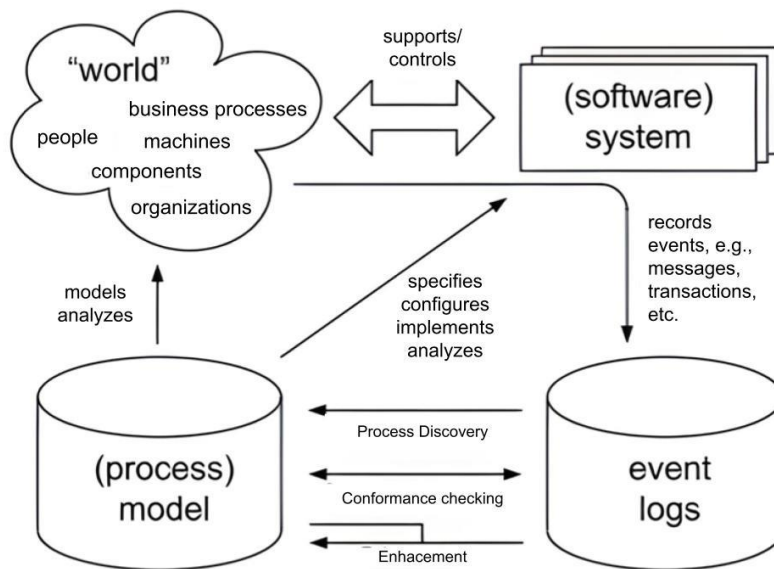 “world”
business processes
people
machines
components
organizations
supports/
controls
(software)
system
models
analyzes
specifies
configures
implements
analyzes
records
events, e.g.,
messages,
transactions,
etc.
(process)
model
Process Discovery
Conformance checking
Enhacement
event
logs